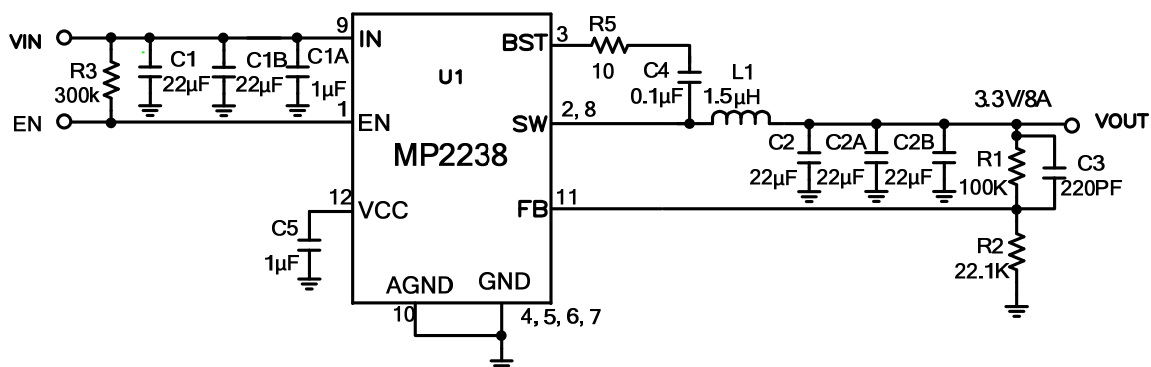 VIN
R3
300k
EN
C1
22µF
C1B
22µF
C1A
1µF
9
IN
1
EN
12
VCC
C5
1µF
U1
MP2238
AGND
10
GND
4, 5, 6, 7
BST
3
R5
10
C4
0.1µF
L1
1.5µH
SW
2, 8
FB
11
C2
22µF
C2A
22µF
C2B
22µF
3.3V/8A
VOUT
R1
100K
C3
220PF
R2
22.1K